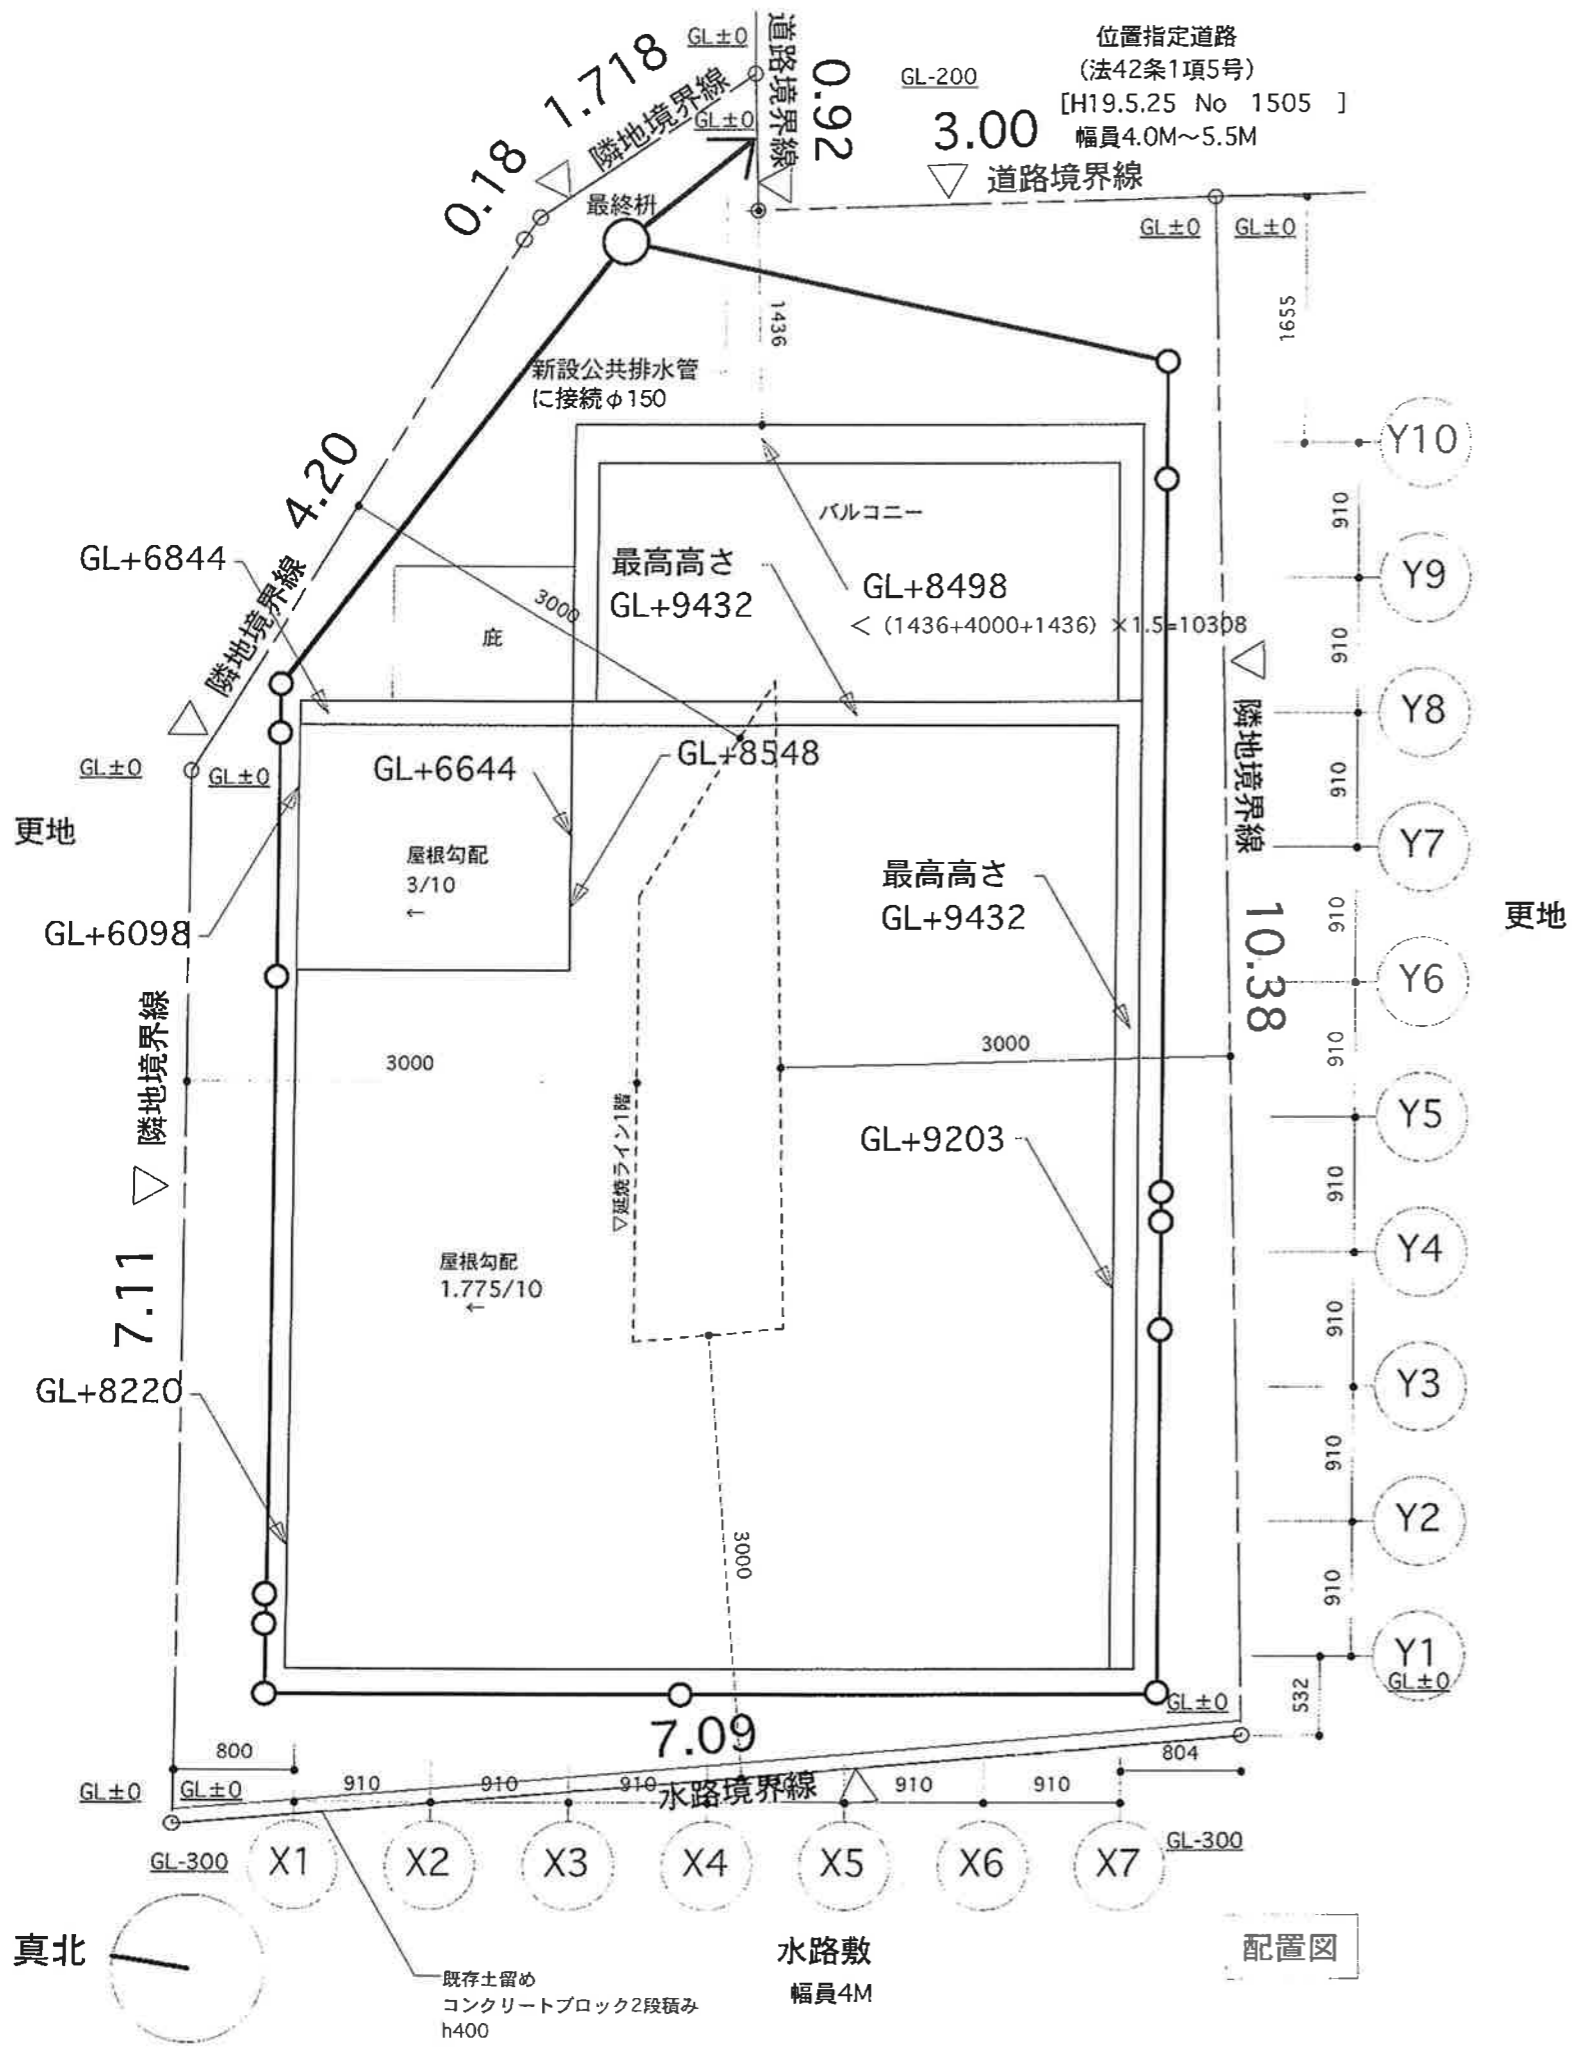 GL±0
道路境界線
0.92
GL-200
位置指定道路
(法42条1項5号)
[H19.5.25 No 1505 ]
幅員4.0M～5.5M
3.00
▽ 道路境界線
1.718
隣地境界線
GL±0
0.18
最終枡
GL±0
GL±0
1655
1436
新設公共排水管
に接続φ150
4.20
隣地境界線
Y10
910
バルコニー
GL+6844
最高高さ
GL+9432
GL+8498
＜（1436+4000+1436）×1.5=10308
Y9
910
3000
庇
隣地境界線
Y8
910
GL±0
GL±0
GL+6644
GL+8548
更地
屋根勾配
3/10
←
Y7
910
最高高さ
GL+9432
更地
GL+6098
10.38
Y6
910
隣地境界線
3000
3000
▽延焼ライン1階
Y5
910
GL+9203
7.11
屋根勾配
1.775/10
←
Y4
910
GL+8220
Y3
910
3000
Y2
910
Y1
GL±0
532
GL±0
7.09
800
804
GL±0
GL±0
910
910
910
910
910
水路境界線
GL-300
X1
X2
X3
X4
X5
X6
X7
GL-300
真北
水路敷
幅員4M
配置図
既存土留め
コンクリートブロック2段積み
h400